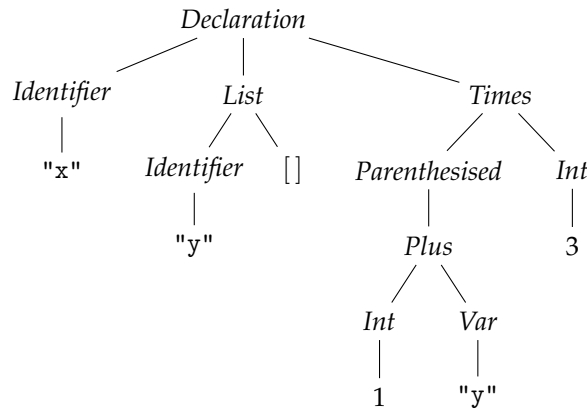 Declaration
Identifier List Times
"x" Identifier [] Parenthesised Int
"y" Plus 3
Int Var
1 "y"